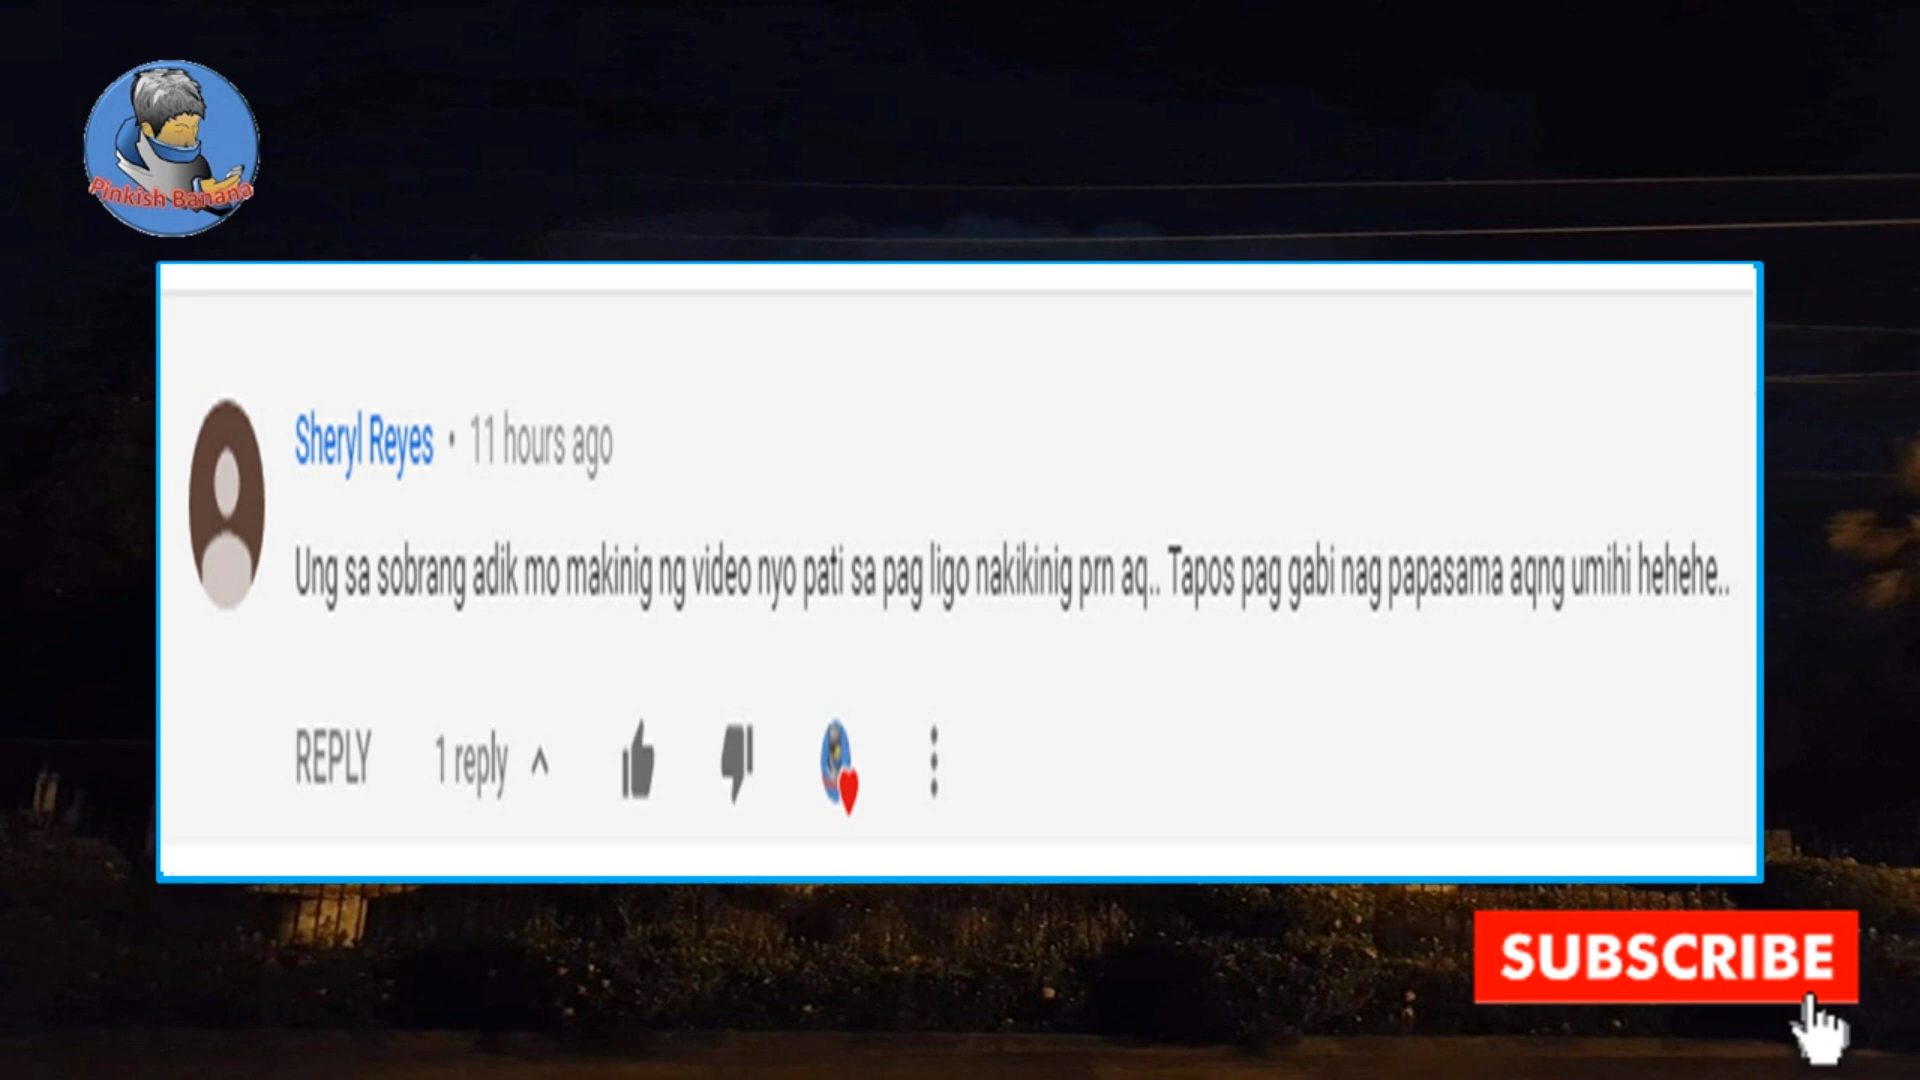 Pinkish Banana
Sheryl Reyes • 11 hours ago
Ung sa sobrang adik mo makinig ng video nyo pati sa pag ligo nakikinig prn aq.. Tapos pag gabi nag papasama aqng umihi hehehe..
REPLY 1 reply
SUBSCRIBE